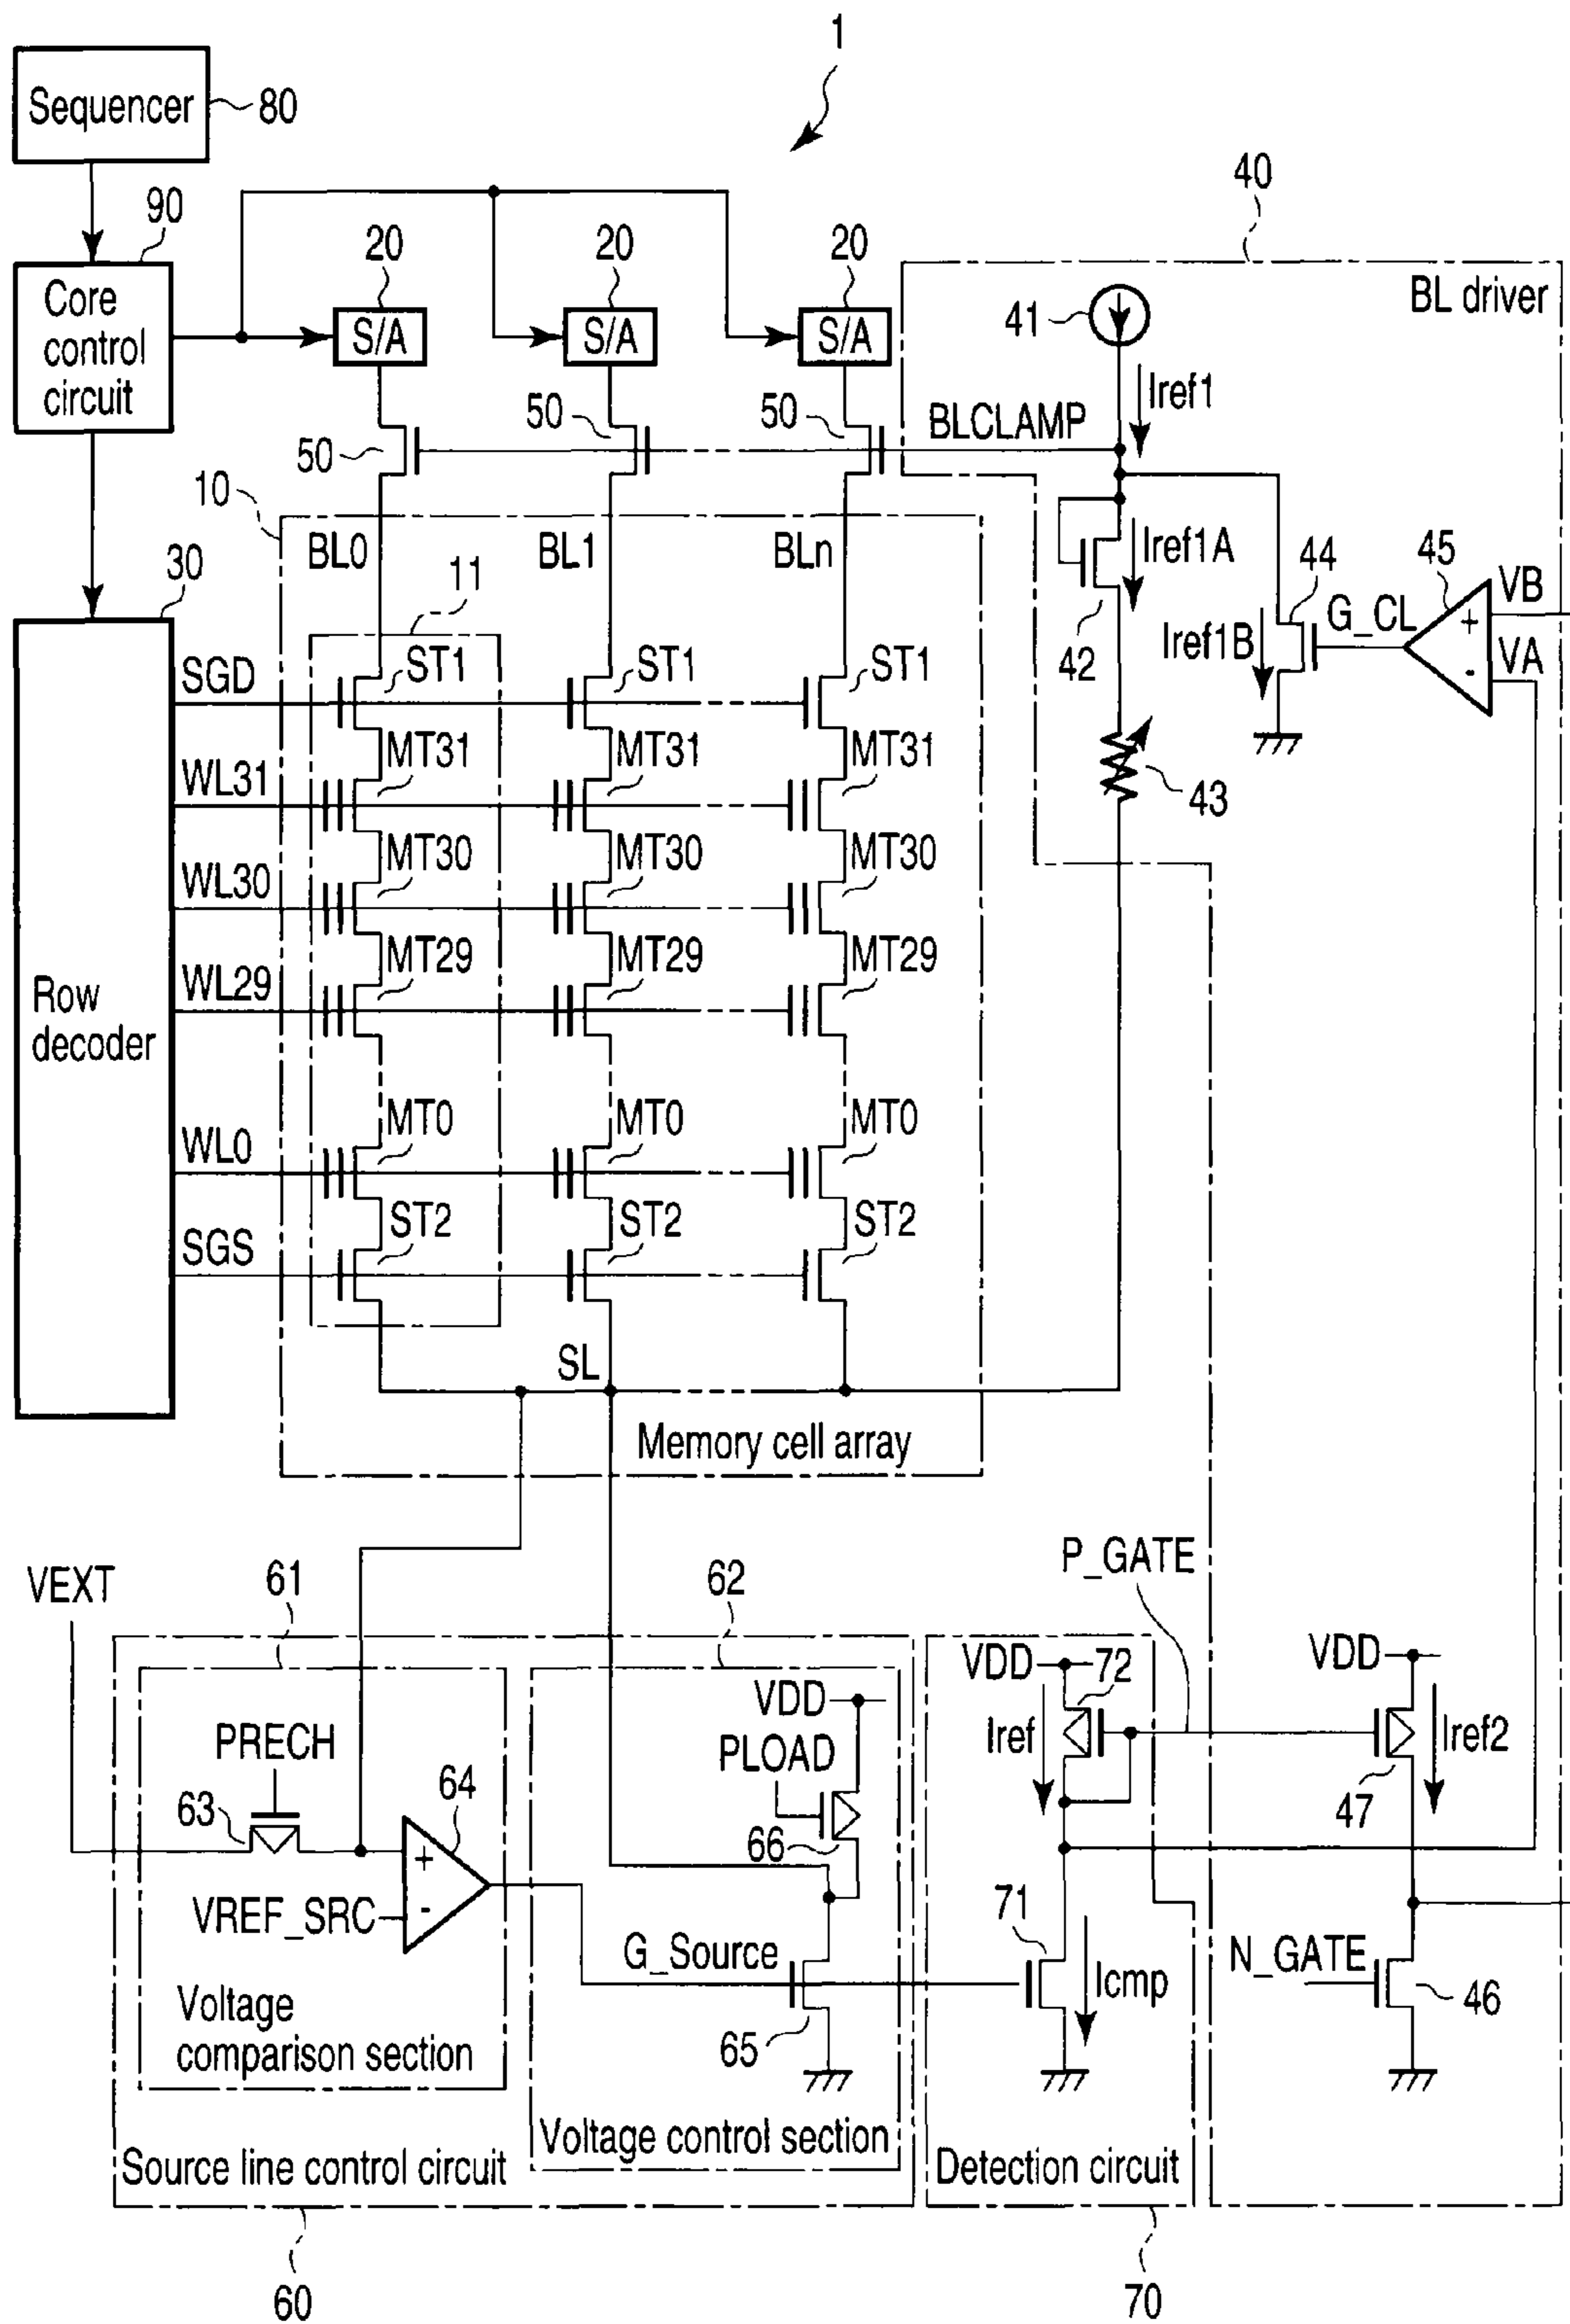 1
Sequencer
80
90
Core
control
circuit
20
20
20
S/A
S/A
S/A
40
BL driver
41
Iref1
50
50
50
BLCLAMP
10
BL0
BL1
BLn
Iref1A
42
44
45
VB
VA
G_CL
+
-
Iref1B
43
30
11
Row
decoder
SGD
ST1
ST1
ST1
WL31
MT31
MT31
MT31
WL30
MT30
MT30
MT30
WL29
MT29
MT29
MT29
WL0
MT0
MT0
MT0
SGS
ST2
ST2
ST2
SL
Memory cell array
VEXT
61
62
P_GATE
VDD
72
VDD
VDD
PRECH
PLOAD
Iref
Iref2
63
64
66
47
+
-
VREF_SRC
71
G_Source
Icmp
N_GATE
46
65
Voltage
comparison section
Voltage control section
Source line control circuit
Detection circuit
60
70